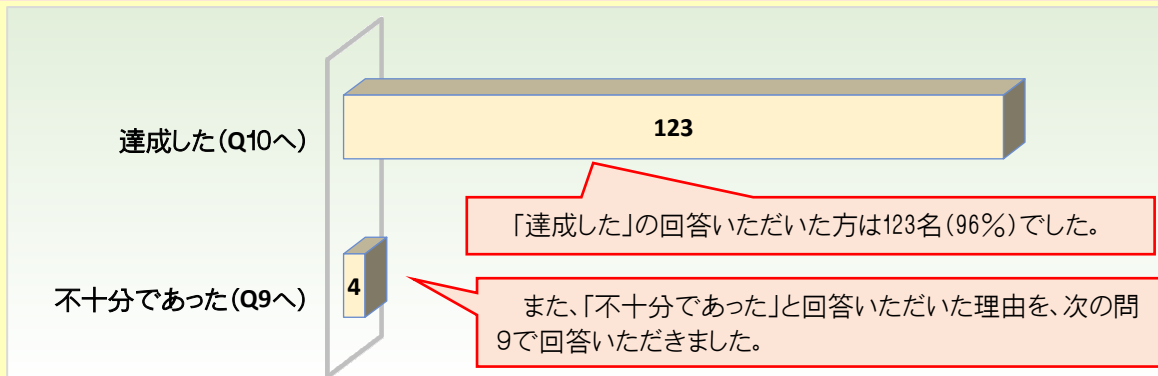 達成した(Q10へ)
123
「達成した」の回答いただいた方は123名(96%)でした。
不十分であった(Q9へ)
4
また、「不十分であった」と回答いただいた理由を、次の問
9で回答いただきました。